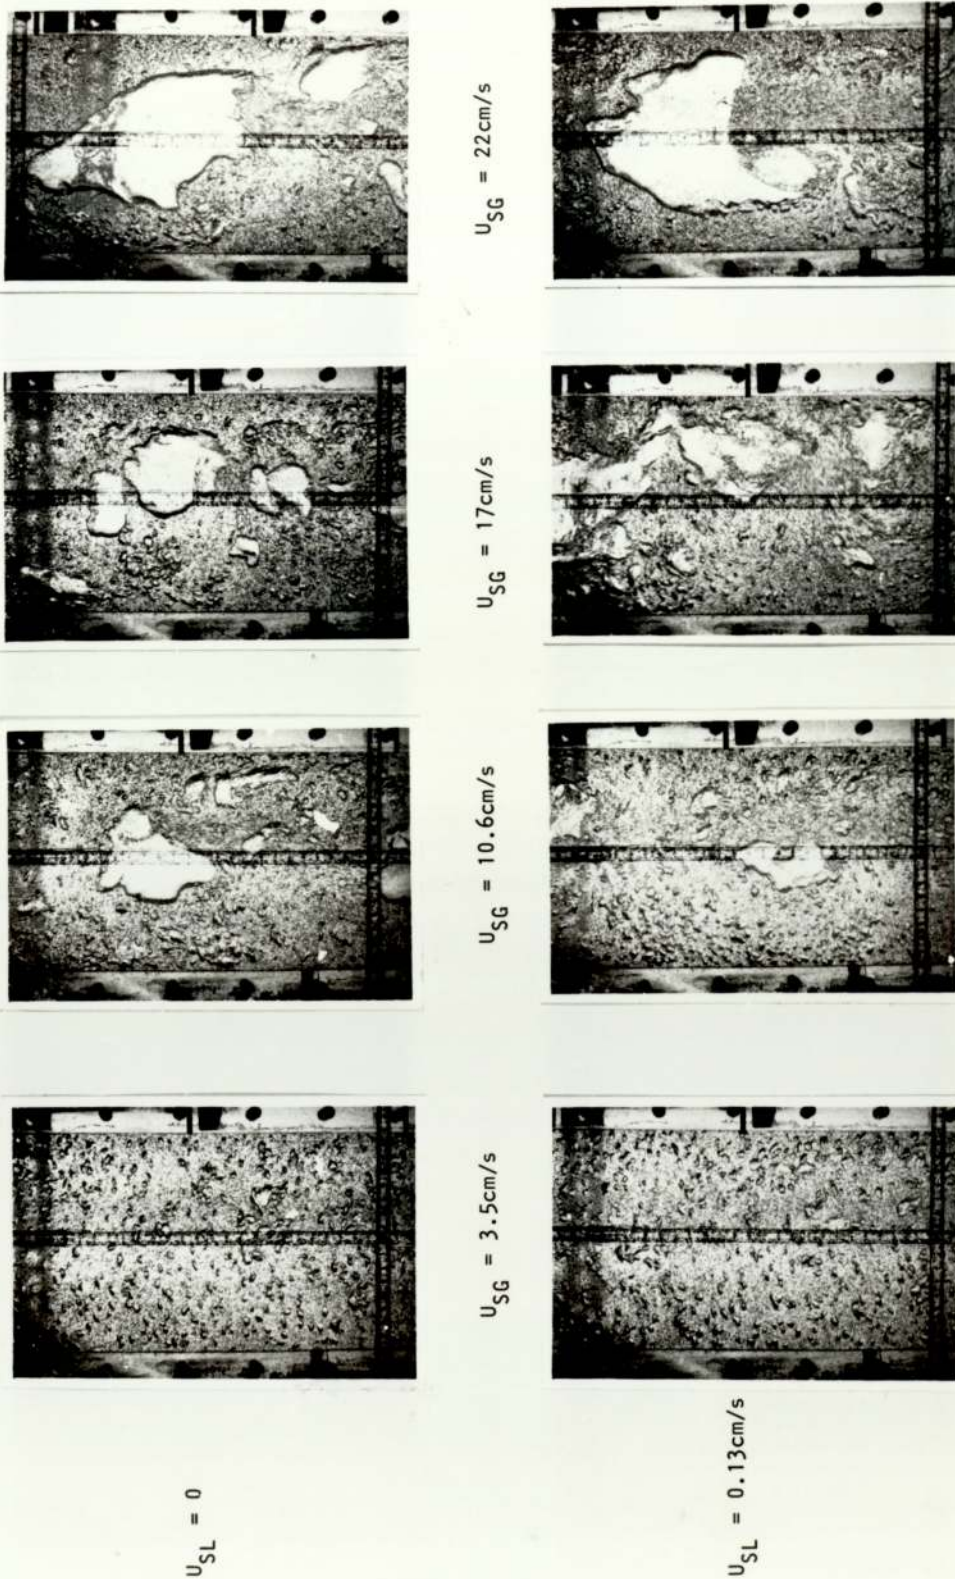 U_SL = 0
U_SG = 3.5cm/s
U_SG = 10.6cm/s
U_SG = 17cm/s
U_SG = 22cm/s
U_SL = 0.13cm/s